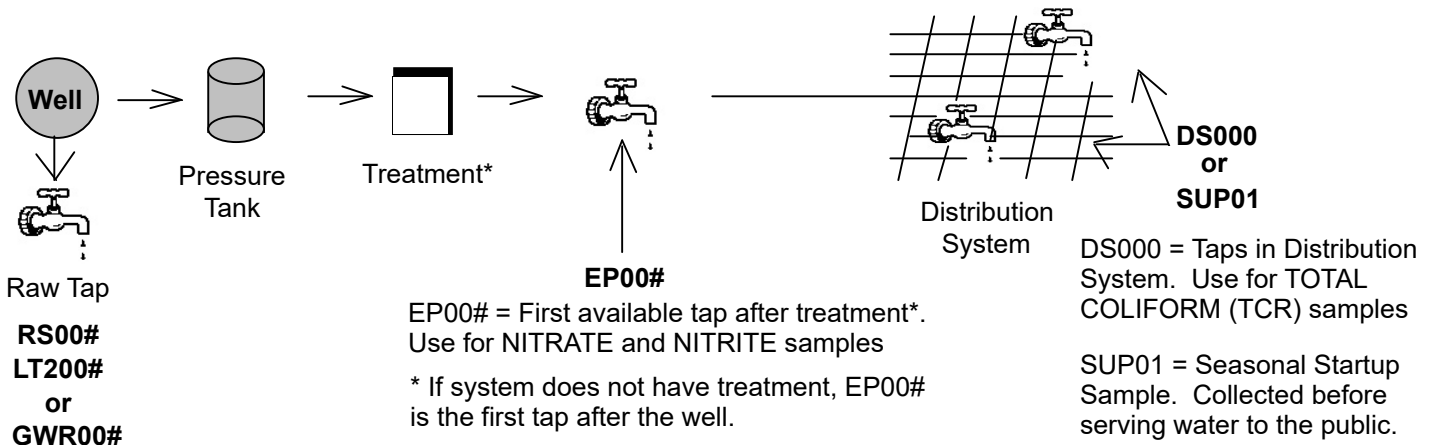 Well
Pressure
Tank
Treatment*
Raw Tap
RS00#
LT200#
or
GWR00#
EP00#
EP00# = First available tap after treatment*.
Use for NITRATE and NITRITE samples
* If system does not have treatment, EP00#
is the first tap after the well.
Distribution
System
DS000
or
SUP01
DS000 = Taps in Distribution
System.  Use for TOTAL
COLIFORM (TCR) samples
SUP01 = Seasonal Startup
Sample.  Collected before
serving water to the public.